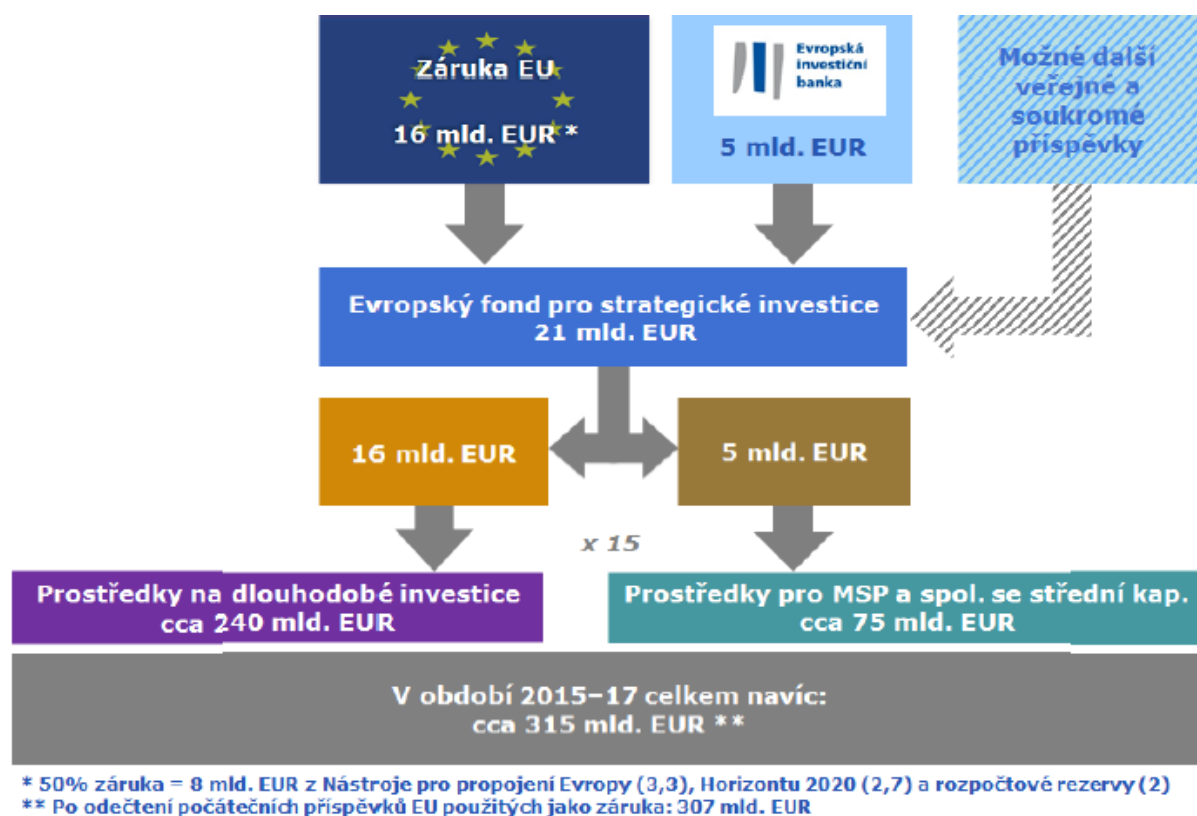 Záruka EU
16 mld. EUR *
Evropská
investiční
banka
5 mld. EUR
Možné další
veřejné a
soukromé
příspěvky
Evropský fond pro strategické investice
21 mld. EUR
16 mld. EUR
5 mld. EUR
x 15
Prostředky na dlouhodobé investice
cca 240 mld. EUR
Prostředky pro MSP a spol. se střední kap.
cca 75 mld. EUR
V období 2015–17 celkem navíc:
cca 315 mld. EUR **
* 50% záruka = 8 mld. EUR z Nástroje pro propojení Evropy (3,3), Horizontu 2020 (2,7) a rozpočtové rezervy (2)
** Po odečtení počátečních příspěvků EU použitých jako záruka: 307 mld. EUR